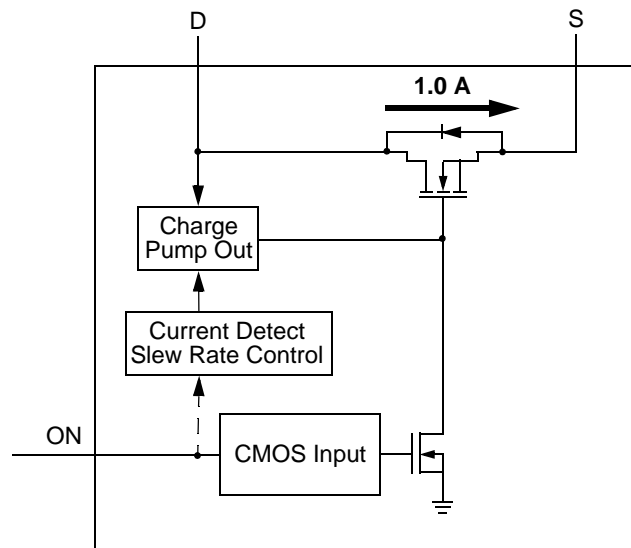 D
S
1.0 A
Charge
Pump Out
Current Detect
Slew Rate Control
ON
CMOS Input